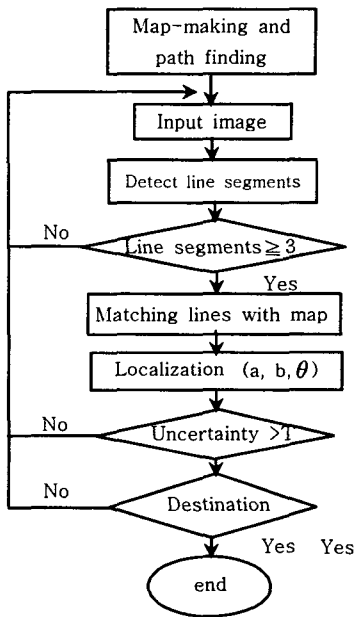 Map-making and
path finding
Input image
Detect line segments
No
Line segments≧3
Yes
Matching lines with map
Localization (a, b, θ)
No
Uncertainty >T
No
Destination
Yes Yes
end